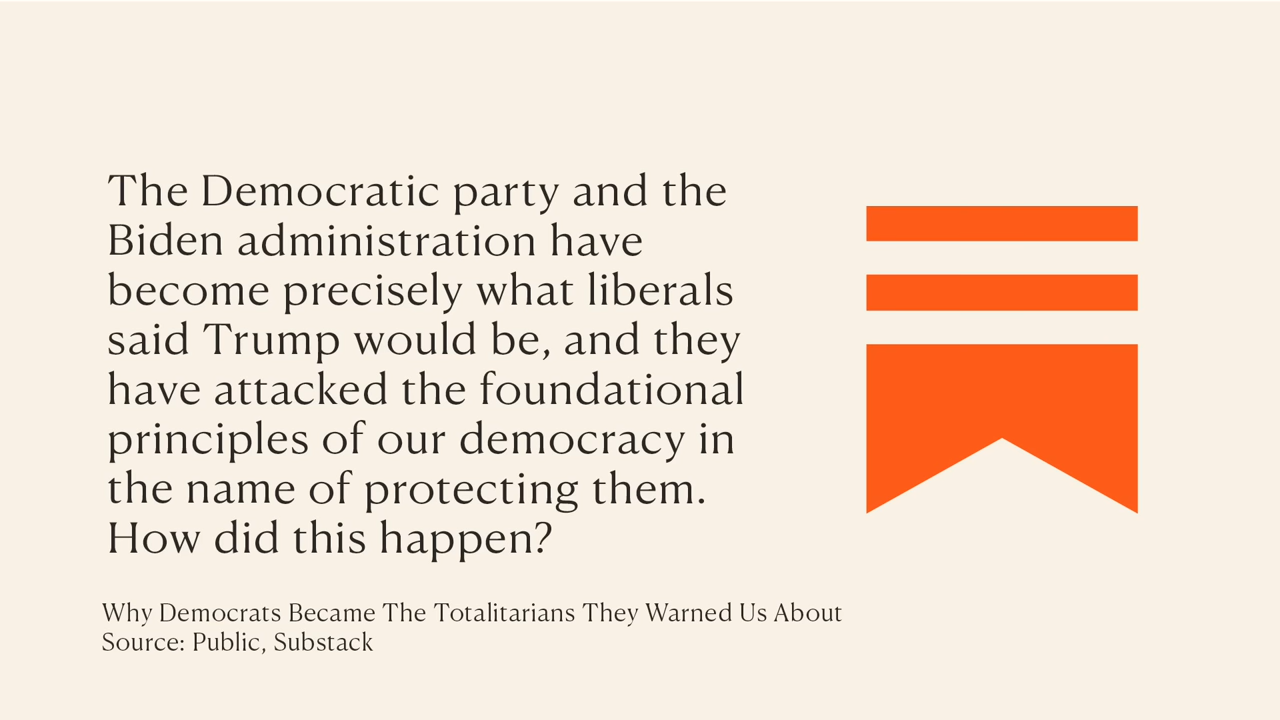 The Democratic party and the
Biden administration have
become precisely what liberals
said Trump would be, and they
have attacked the foundational
principles of our democracy in
the name of protecting them.
How did this happen?
Why Democrats Became The Totalitarians They Warned Us About
Source: Public, Substack